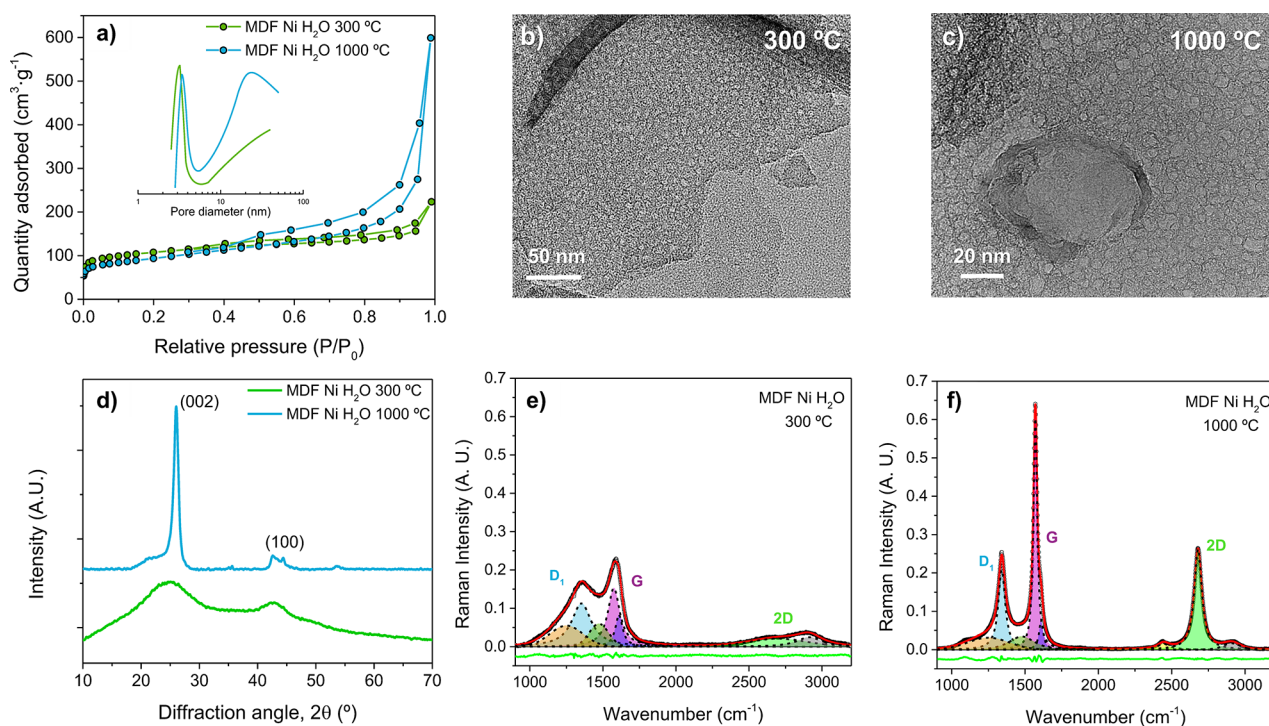 a)
MDF Ni H₂O 300 ºC
MDF Ni H₂O 1000 ºC
Quantity adsorbed (cm³·g⁻¹)
600
500
400
300
200
100
0
1
10
100
Pore diameter (nm)
0.0
0.2
0.4
0.6
0.8
1.0
Relative pressure (P/P₀)
b)
300 ºC
50 nm
c)
1000 ºC
20 nm
d)
MDF Ni H₂O 300 ºC
MDF Ni H₂O 1000 ºC
(002)
(100)
Intensity (A.U.)
10
20
30
40
50
60
70
Diffraction angle, 2θ (º)
e)
MDF Ni H₂O
300 ºC
Raman Intensity (A. U.)
0.7
0.6
0.5
0.4
0.3
0.2
0.1
0.0
D₁
G
2D
1000
1500
2000
2500
3000
Wavenumber (cm⁻¹)
f)
MDF Ni H₂O
1000 ºC
Raman Intensity (A. U.)
0.7
0.6
0.5
0.4
0.3
0.2
0.1
0.0
D₁
G
2D
1000
1500
2000
2500
3000
Wavenumber (cm⁻¹)